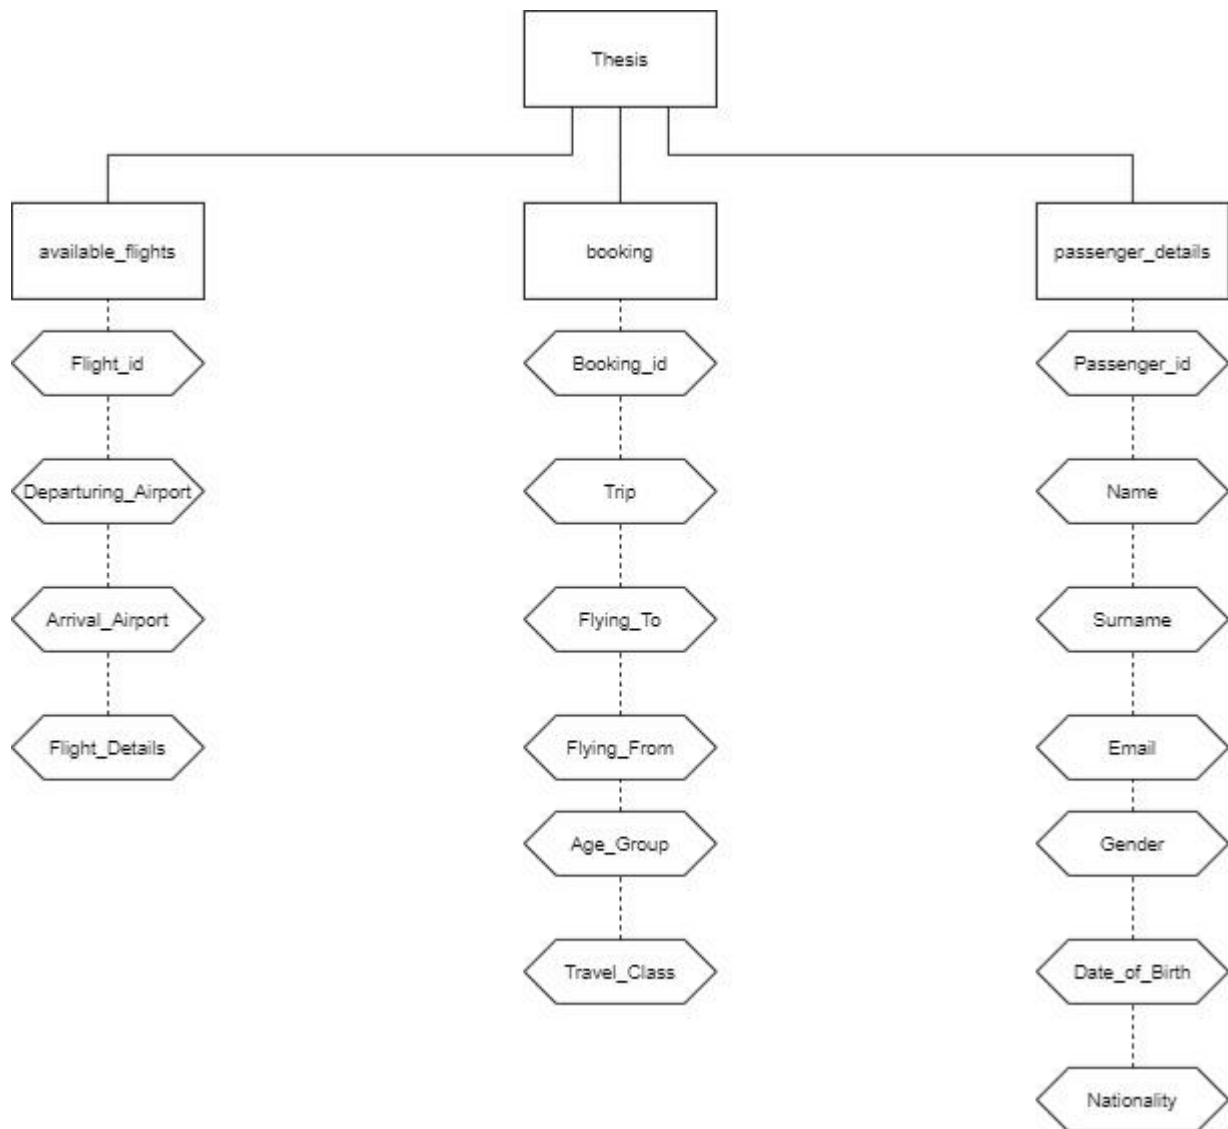 Thesis
available_flights
booking
passenger_details
Flight_id
Booking_id
Passenger_id
Departuring_Airport
Trip
Name
Arrival_Airport
Flying_To
Surname
Flight_Details
Flying_From
Email
Age_Group
Gender
Travel_Class
Date_of_Birth
Nationality